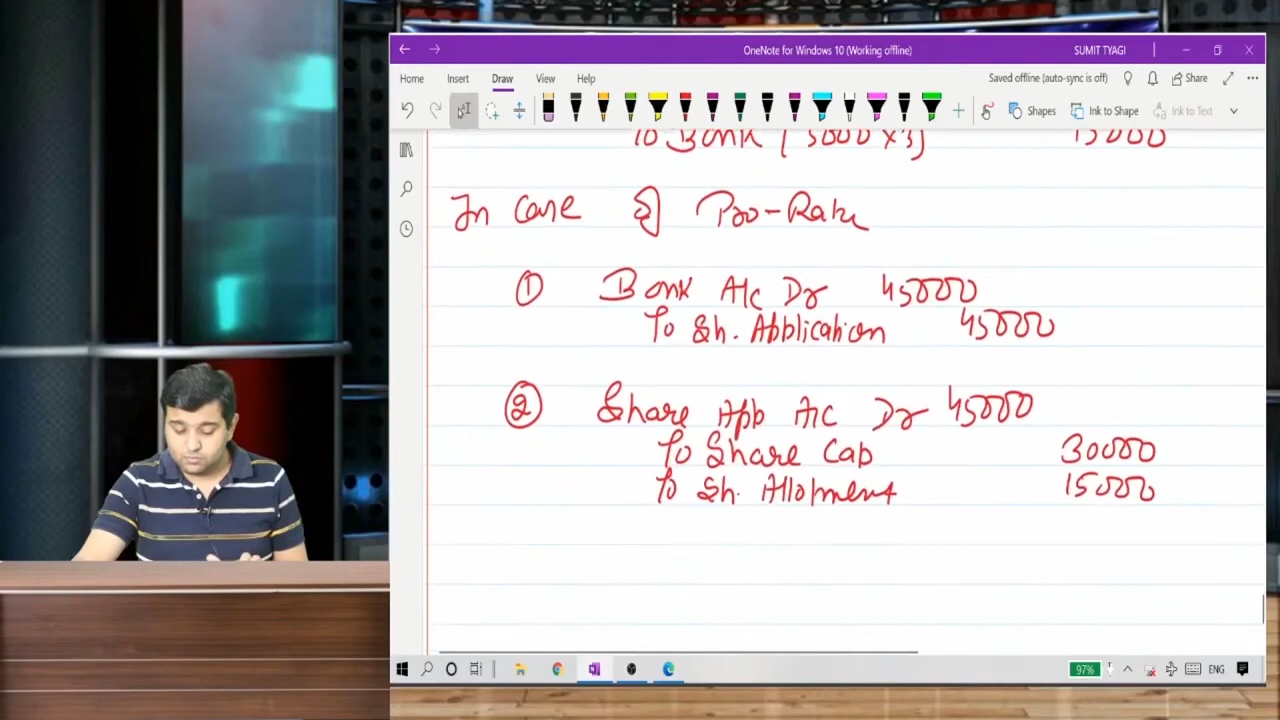 OneNote for Windows 10 (Working offline)
SUMIT TYAGI
Home Insert Draw View Help
Saved offline (auto-sync is off) Share
Shapes Ink to Shape Ink to Text
To Bank (5000 x 3) 15000
In Case of Pro-Rata
① Bank A/c Dr 45000
To Sh. Application 45000
② Share App A/c Dr 45000
To Share Cap 30000
To Sh. Allotment 15000
97% ENG